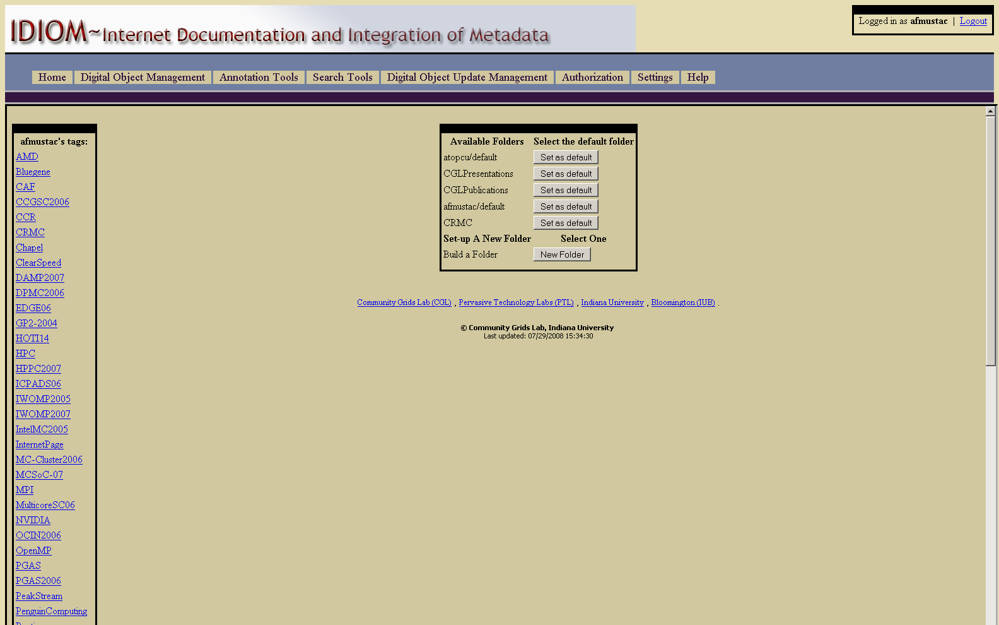 IDIOM~Internet Documentation and Integration of Metadata
Logged in as afmustac | Logout
Home Digital Object Management Annotation Tools Search Tools Digital Object Update Management Authorization Settings Help
afmustac's tags:
AMD
Bluegene
CAF
CCGSC2006
CCR
CRMC
Chapel
ClearSpeed
DAMP2007
DPMC2006
EDGE06
GP2-2004
HOTI14
HPC
HPPC2007
ICPADS06
IWOMP2005
IWOMP2007
IntelMC2005
InternetPage
MC-Cluster2006
MCSoC-07
MPI
MulticoreSC06
NVIDIA
OCIN2006
OpenMP
PGAS
PGAS2006
PeakStream
PenguinComputing
Available Folders Select the default folder
atopcu/default Set as default
CGLPresentations Set as default
CGLPublications Set as default
afmustac/default Set as default
CRMC Set as default
Set-up A New Folder Select One
Build a Folder New Folder
Community Grids Lab (CGL) , Pervasive Technology Labs (PTL) , Indiana University , Bloomington (IUB) .
© Community Grids Lab, Indiana University
Last updated: 07/29/2008 15:34:30